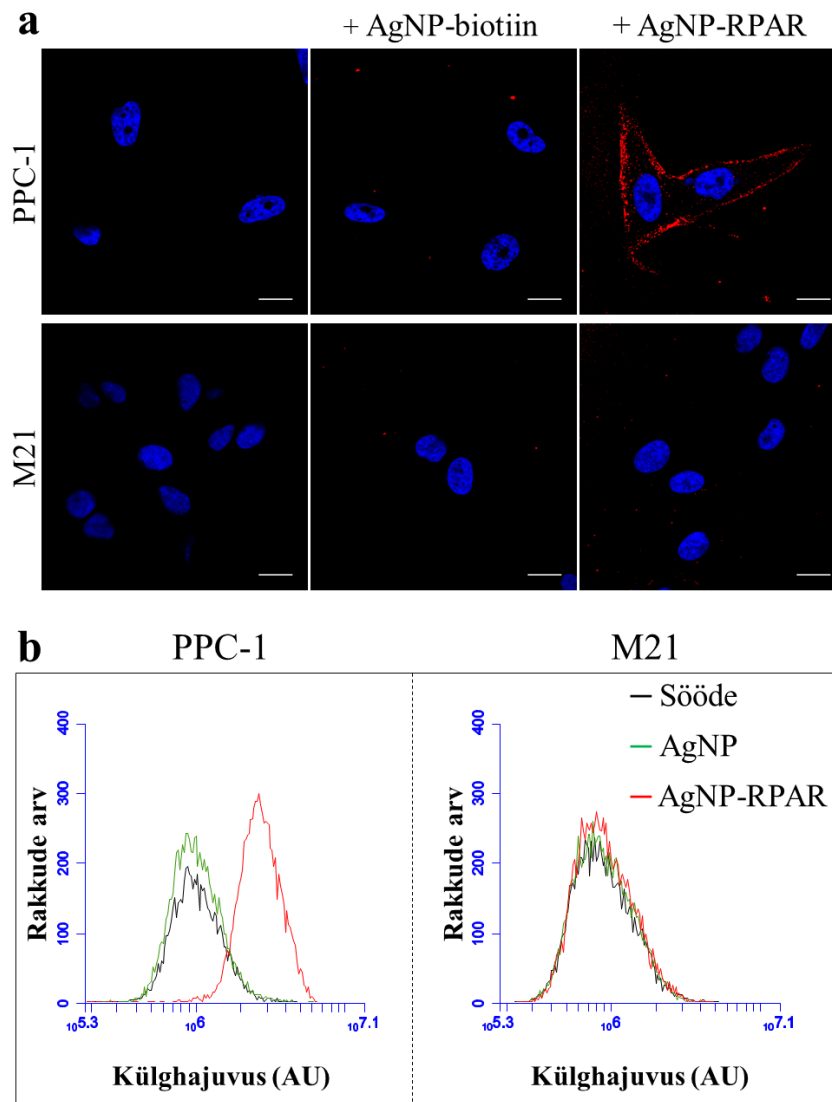 a
+ AgNP-biotiin
+ AgNP-RPAR
PPC-1
M21
b
PPC-1
M21
Sööde
AgNP
AgNP-RPAR
400
300
200
100
0
Rakkude arv
10^5.3
10^6
10^7.1
Külghajuvus (AU)
400
300
200
100
0
Rakkude arv
10^5.3
10^6
10^7.1
Külghajuvus (AU)